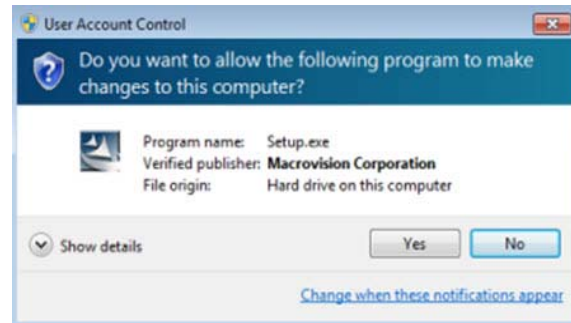 User Account Control
Do you want to allow the following program to make
changes to this computer?
Program name: Setup.exe
Verified publisher: Macrovision Corporation
File origin: Hard drive on this computer
Show details
Yes No
Change when these notifications appear